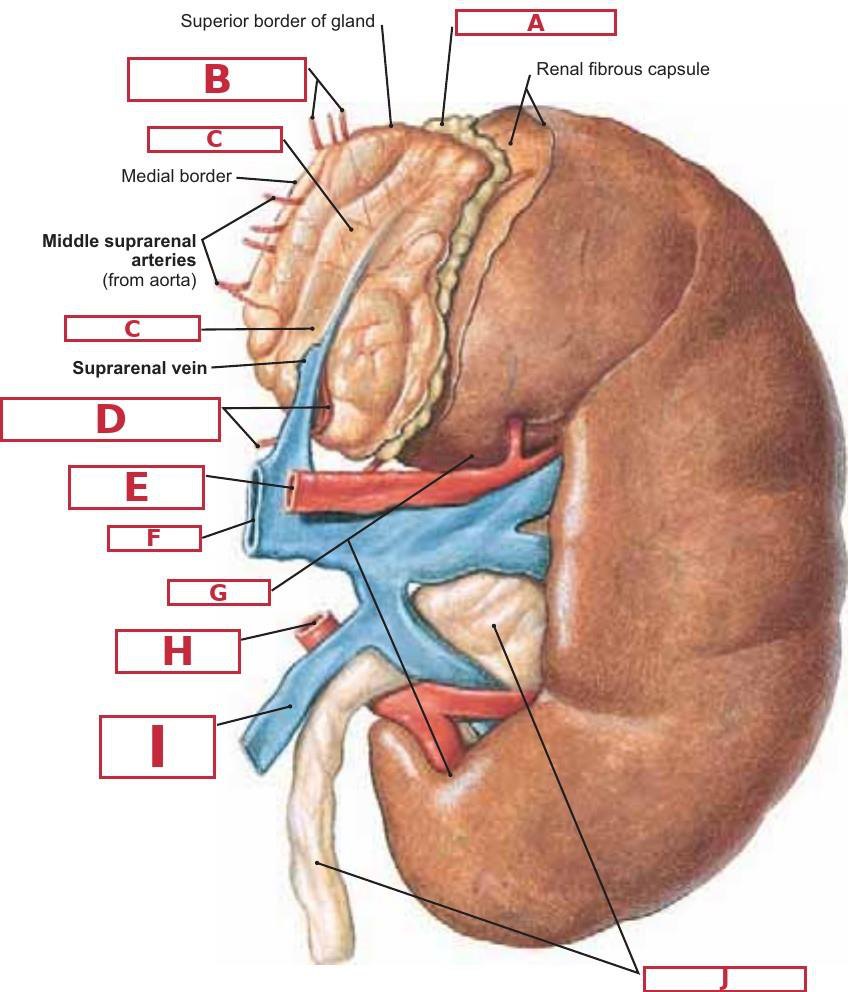 Superior border of gland
A
Renal fibrous capsule
B
C
Medial border
Middle suprarenal
arteries
(from aorta)
C
Suprarenal vein
D
E
F
G
H
I
J